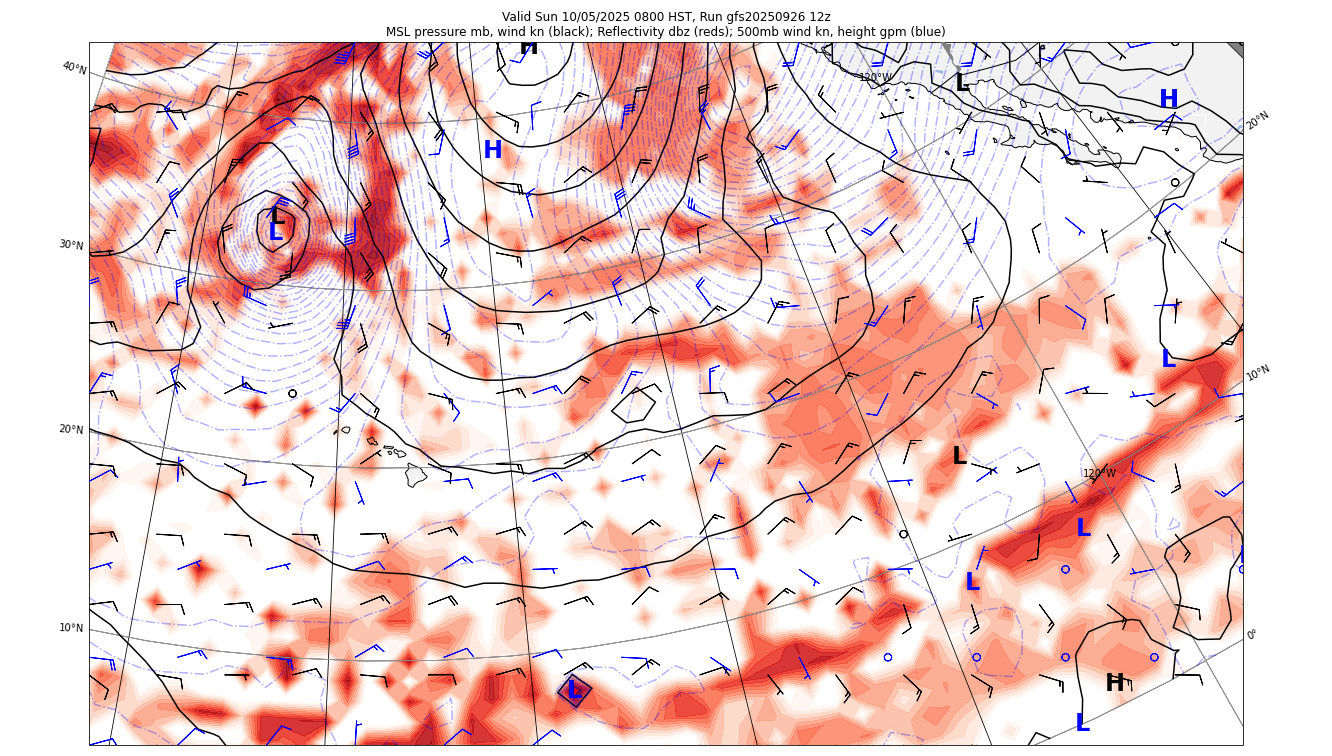 Valid Sun 10/05/2025 0800 HST, Run gfs20250926 12z
MSL pressure mb, wind kn (black); Reflectivity dbz (reds); 500mb wind kn, height gpm (blue)
H
40°N
120°W
L
H
20°N
H
L
L
30°N
L
10°N
20°N
L
120°W
L
L
10°N
0°
L
H
L